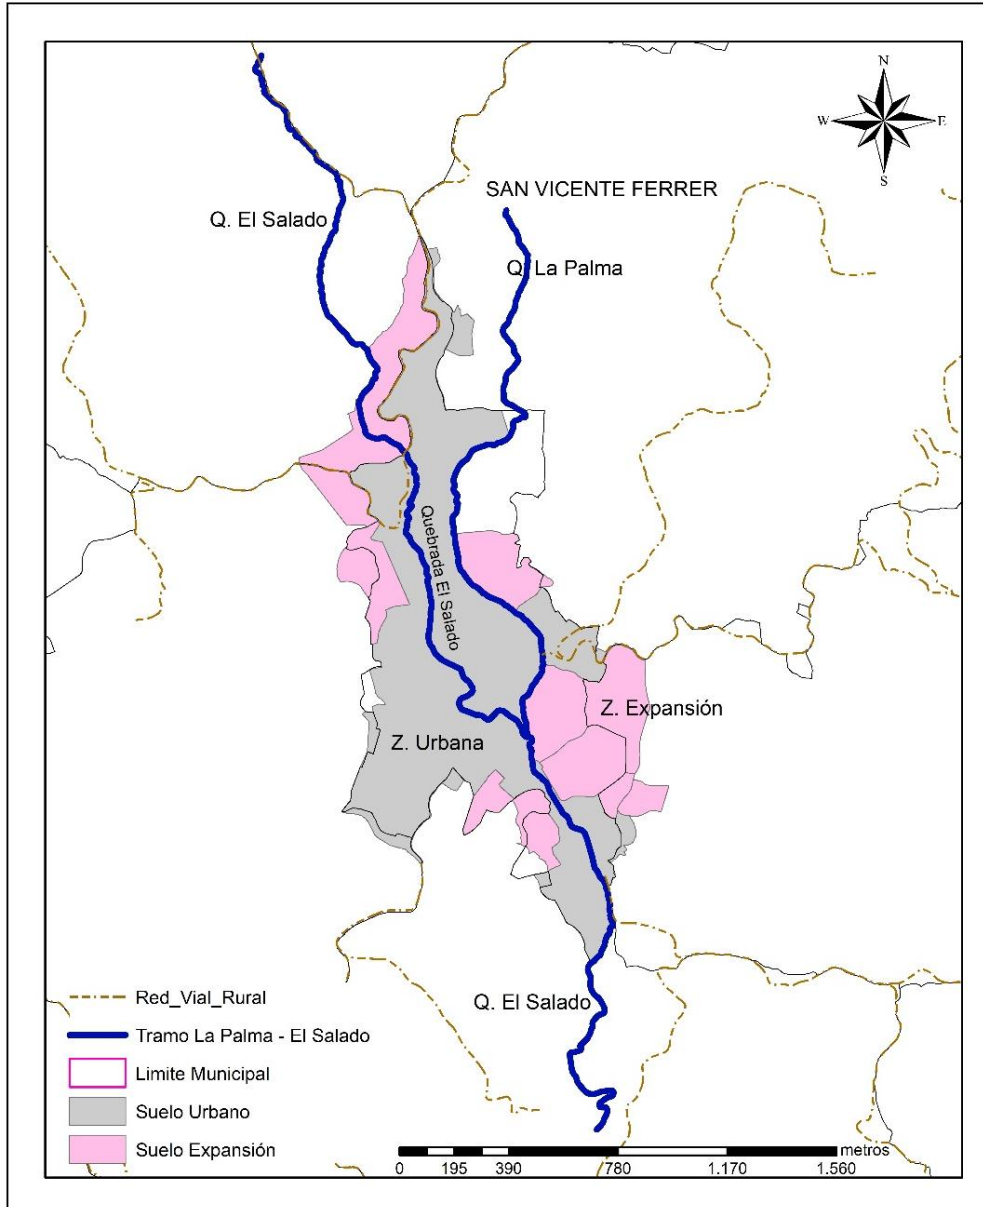 N
W E
S
SAN VICENTE FERRER
Q. El Salado
Q. La Palma
Quebrada El Salado
Z. Expansión
Z. Urbana
Q. El Salado
Red_Vial_Rural
Tramo La Palma - El Salado
Limite Municipal
Suelo Urbano
Suelo Expansión
metros
0 195 390 780 1.170 1.560